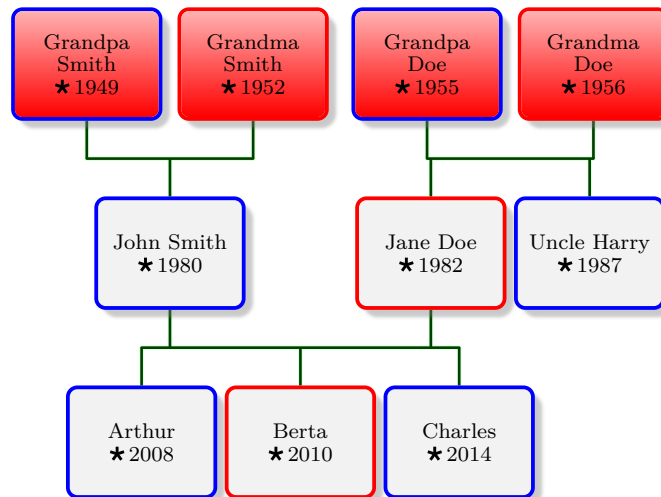 Grandpa
Smith
★ 1949
Grandma
Smith
★ 1952
Grandpa
Doe
★ 1955
Grandma
Doe
★ 1956
John Smith
★ 1980
Jane Doe
★ 1982
Uncle Harry
★ 1987
Arthur
★ 2008
Berta
★ 2010
Charles
★ 2014